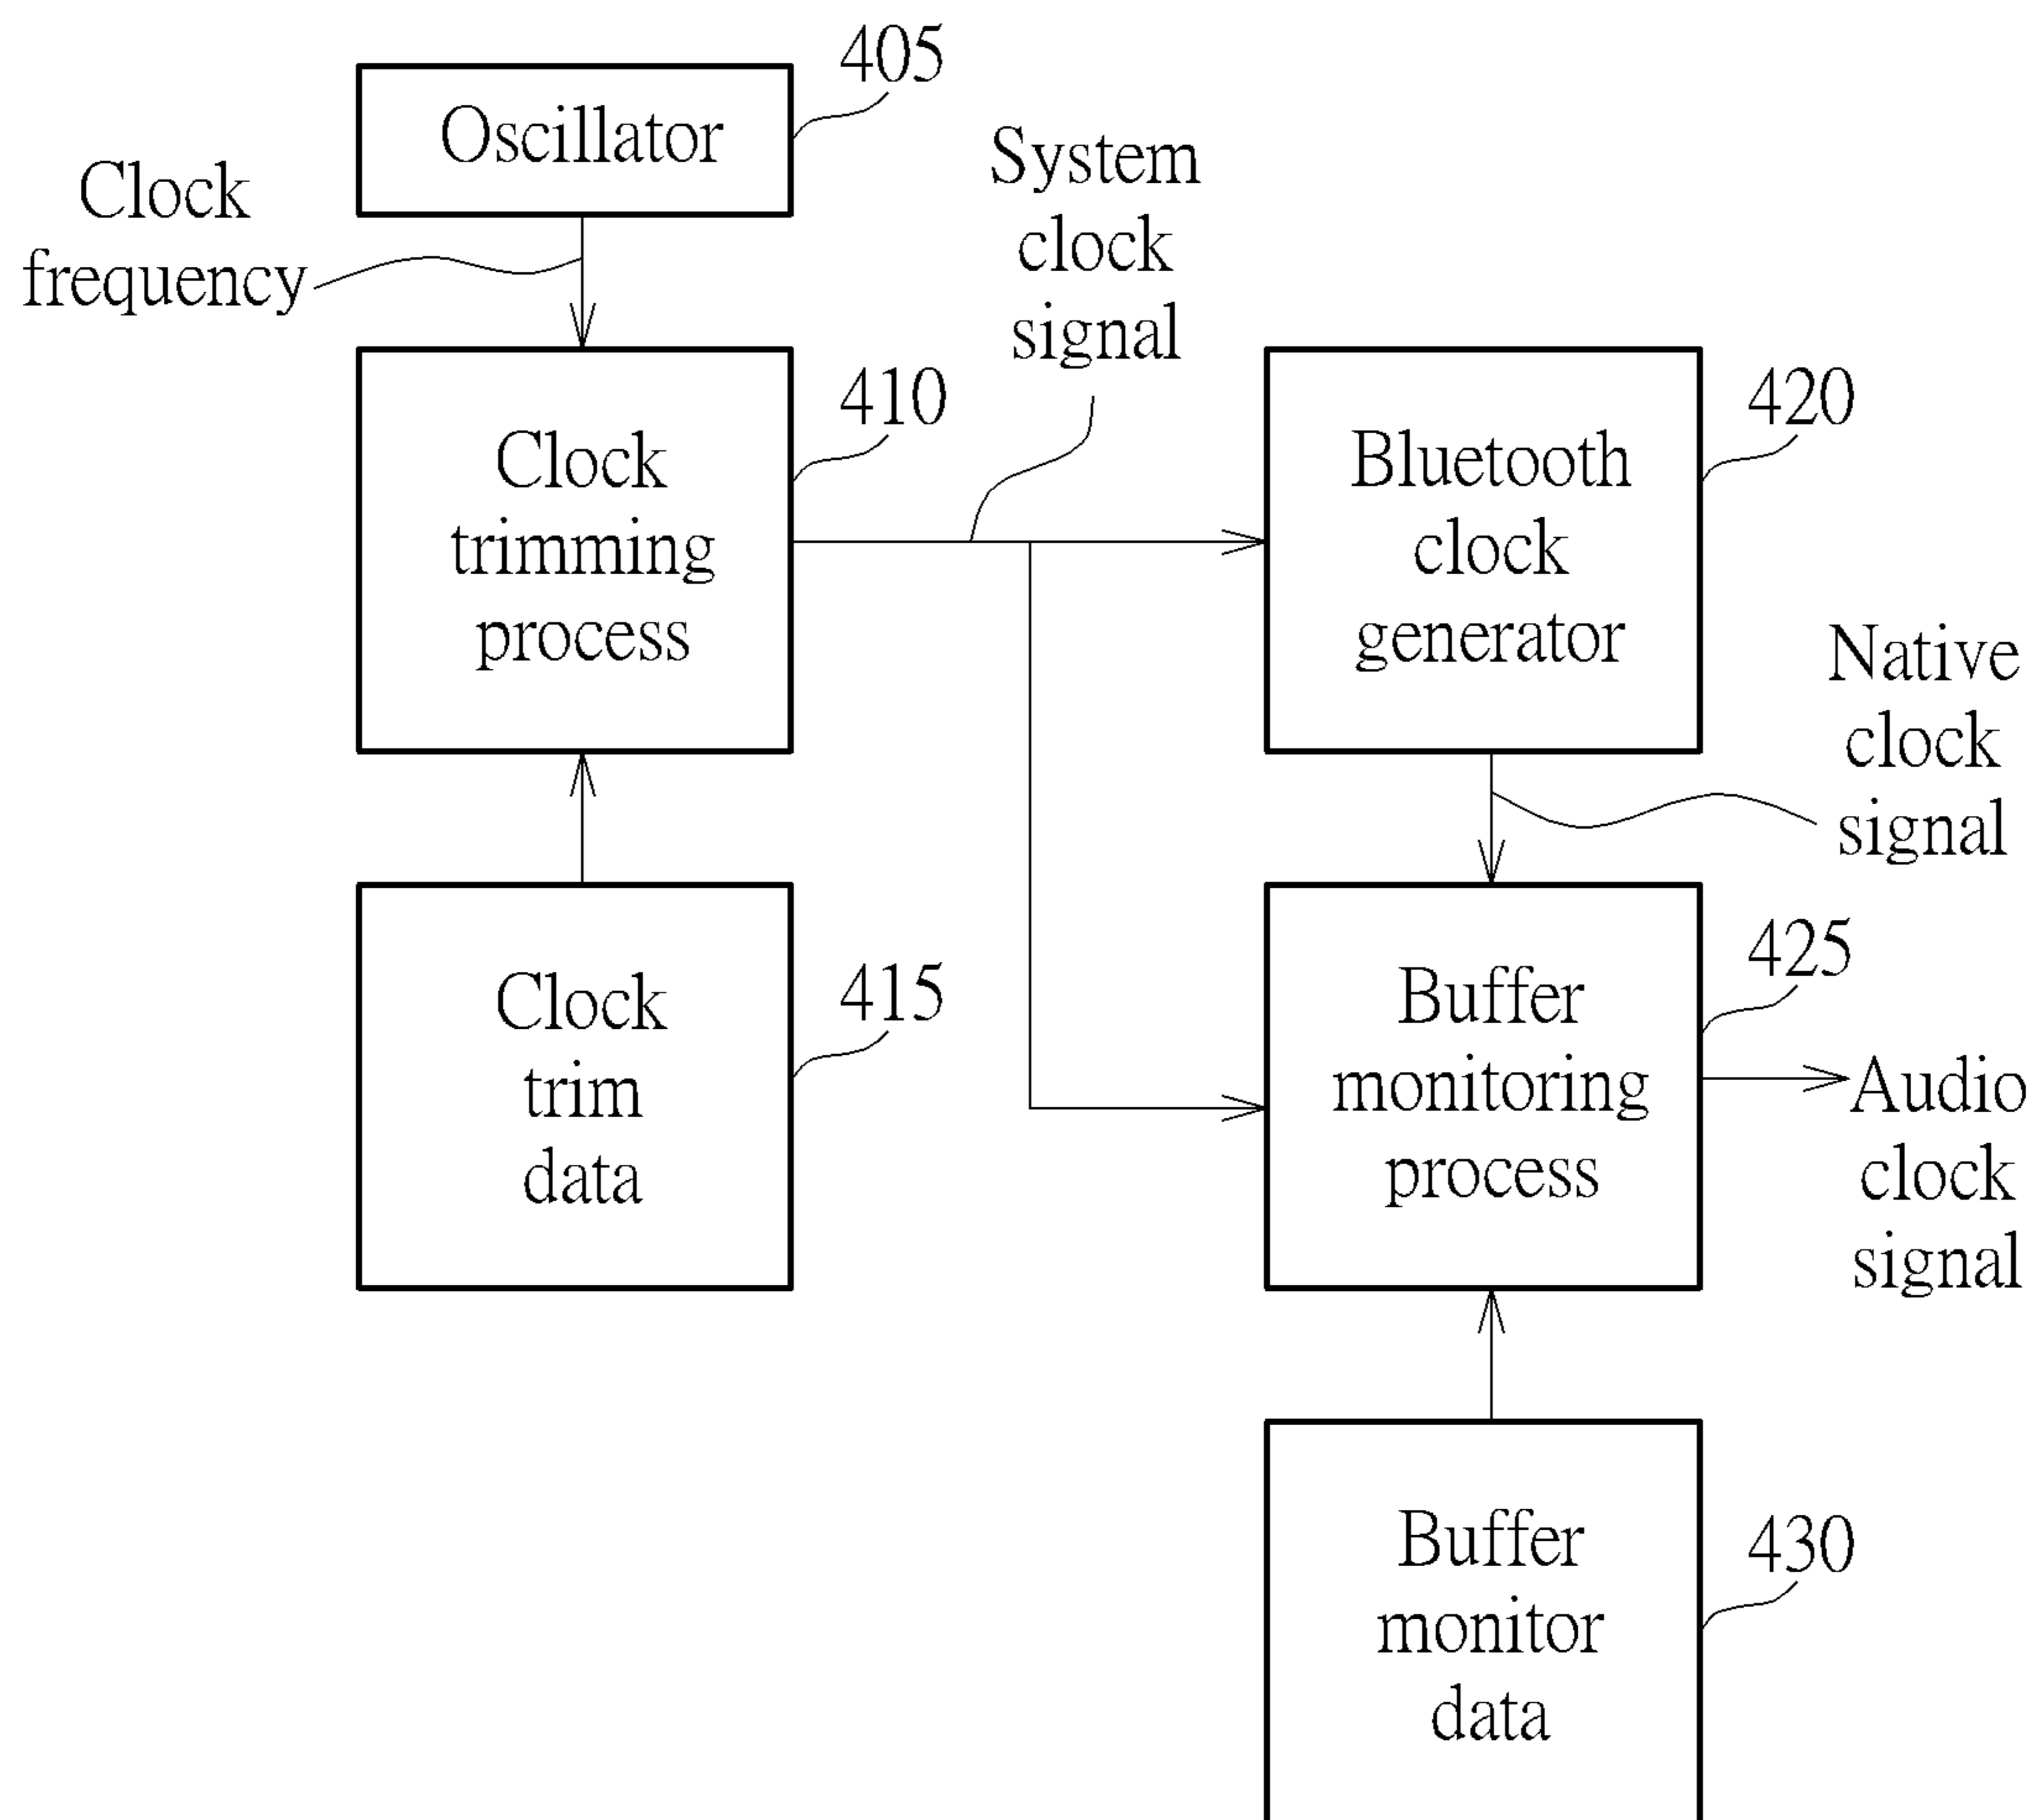 405
Oscillator
Clock
frequency
System
clock
signal
410
Clock
trimming
process
420
Bluetooth
clock
generator
Native
clock
signal
415
Clock
trim
data
425
Buffer
monitoring
process
Audio
clock
signal
430
Buffer
monitor
data